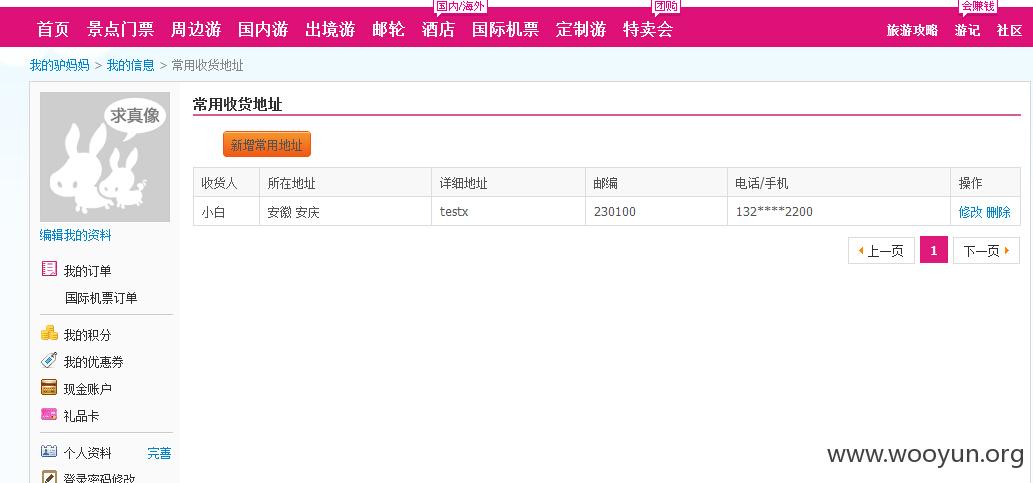 国内/海外 团购 会赚钱
首页 景点门票 周边游 国内游 出境游 邮轮 酒店 国际机票 定制游 特卖会 旅游攻略 游记 社区
我的驴妈妈 > 我的信息 > 常用收货地址
求真像
编辑我的资料
我的订单
国际机票订单
我的积分
我的优惠券
现金账户
礼品卡
个人资料 完善
登录密码修改
常用收货地址
新增常用地址
收货人 所在地址 详细地址 邮编 电话/手机 操作
小白 安徽 安庆 testx 230100 132****2200 修改 删除
上一页 1 下一页
www.wooyun.org